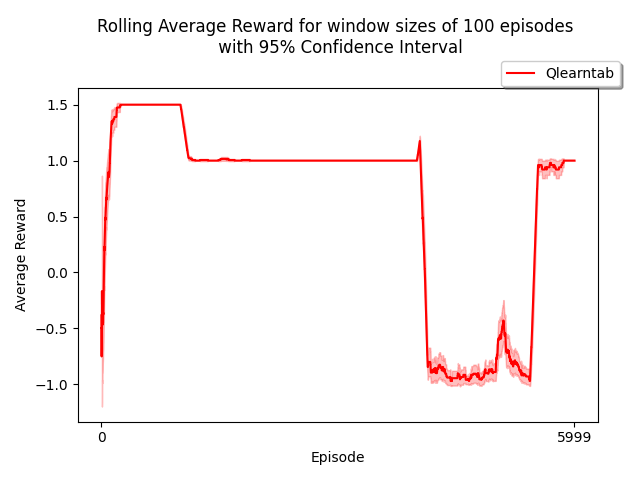 Rolling Average Reward for window sizes of 100 episodes
with 95% Confidence Interval
Qlearntab
1.5
1.0
0.5
0.0
−0.5
−1.0
Average Reward
0
5999
Episode